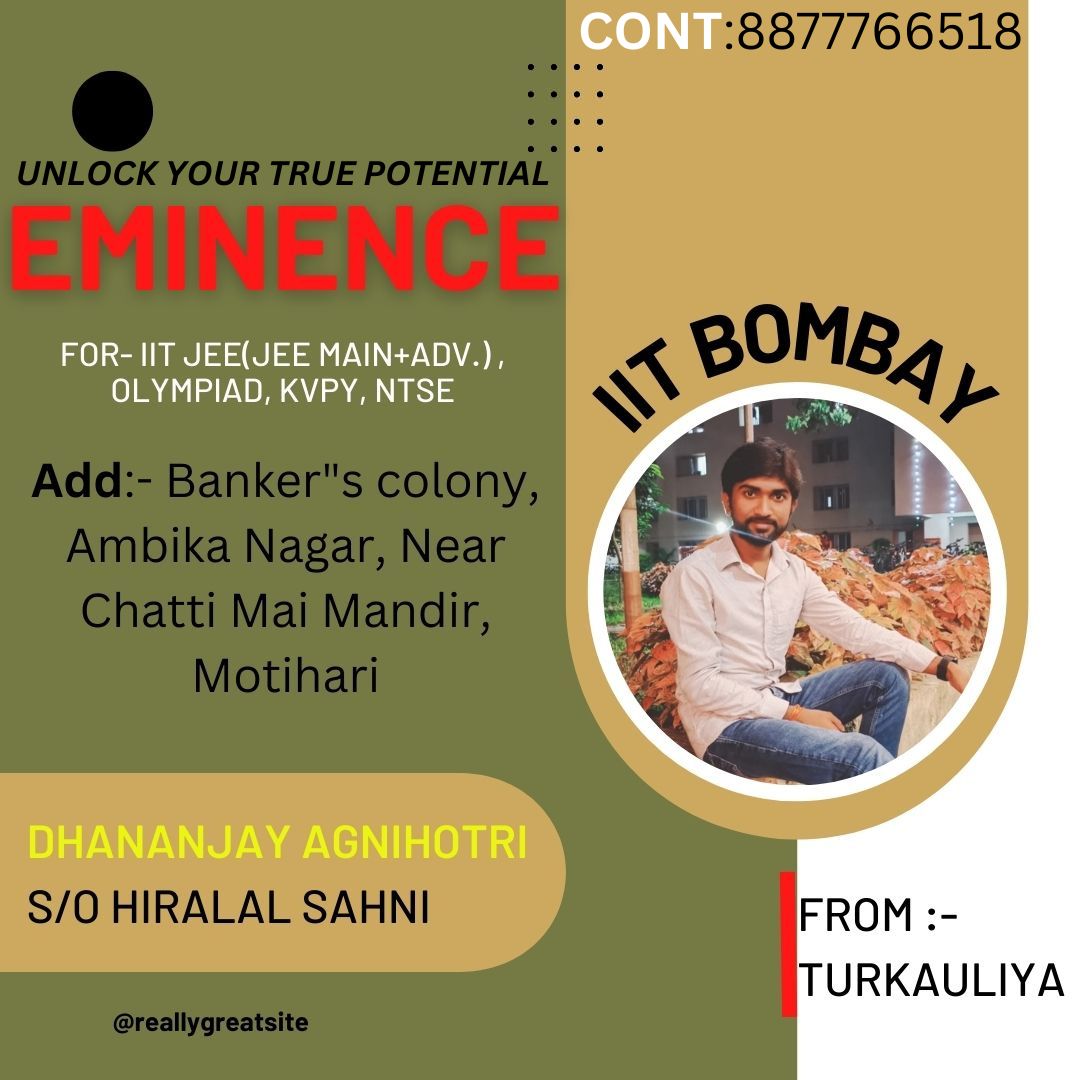 CONT:8877766518
UNLOCK YOUR TRUE POTENTIAL
EMINENCE
FOR- IIT JEE(JEE MAIN+ADV.) ,
OLYMPIAD, KVPY, NTSE
Add:- Banker"s colony,
Ambika Nagar, Near
Chatti Mai Mandir,
Motihari
IIT BOMBAY
DHANANJAY AGNIHOTRI
S/O HIRALAL SAHNI
FROM :-
TURKAULIYA
@reallygreatsite